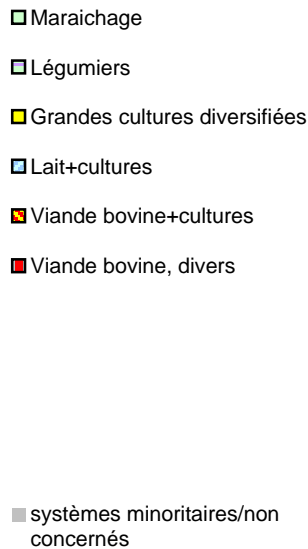 Maraichage
Légumiers
Grandes cultures diversifiées
Lait+cultures
Viande bovine+cultures
Viande bovine, divers
systèmes minoritaires/non
concernés